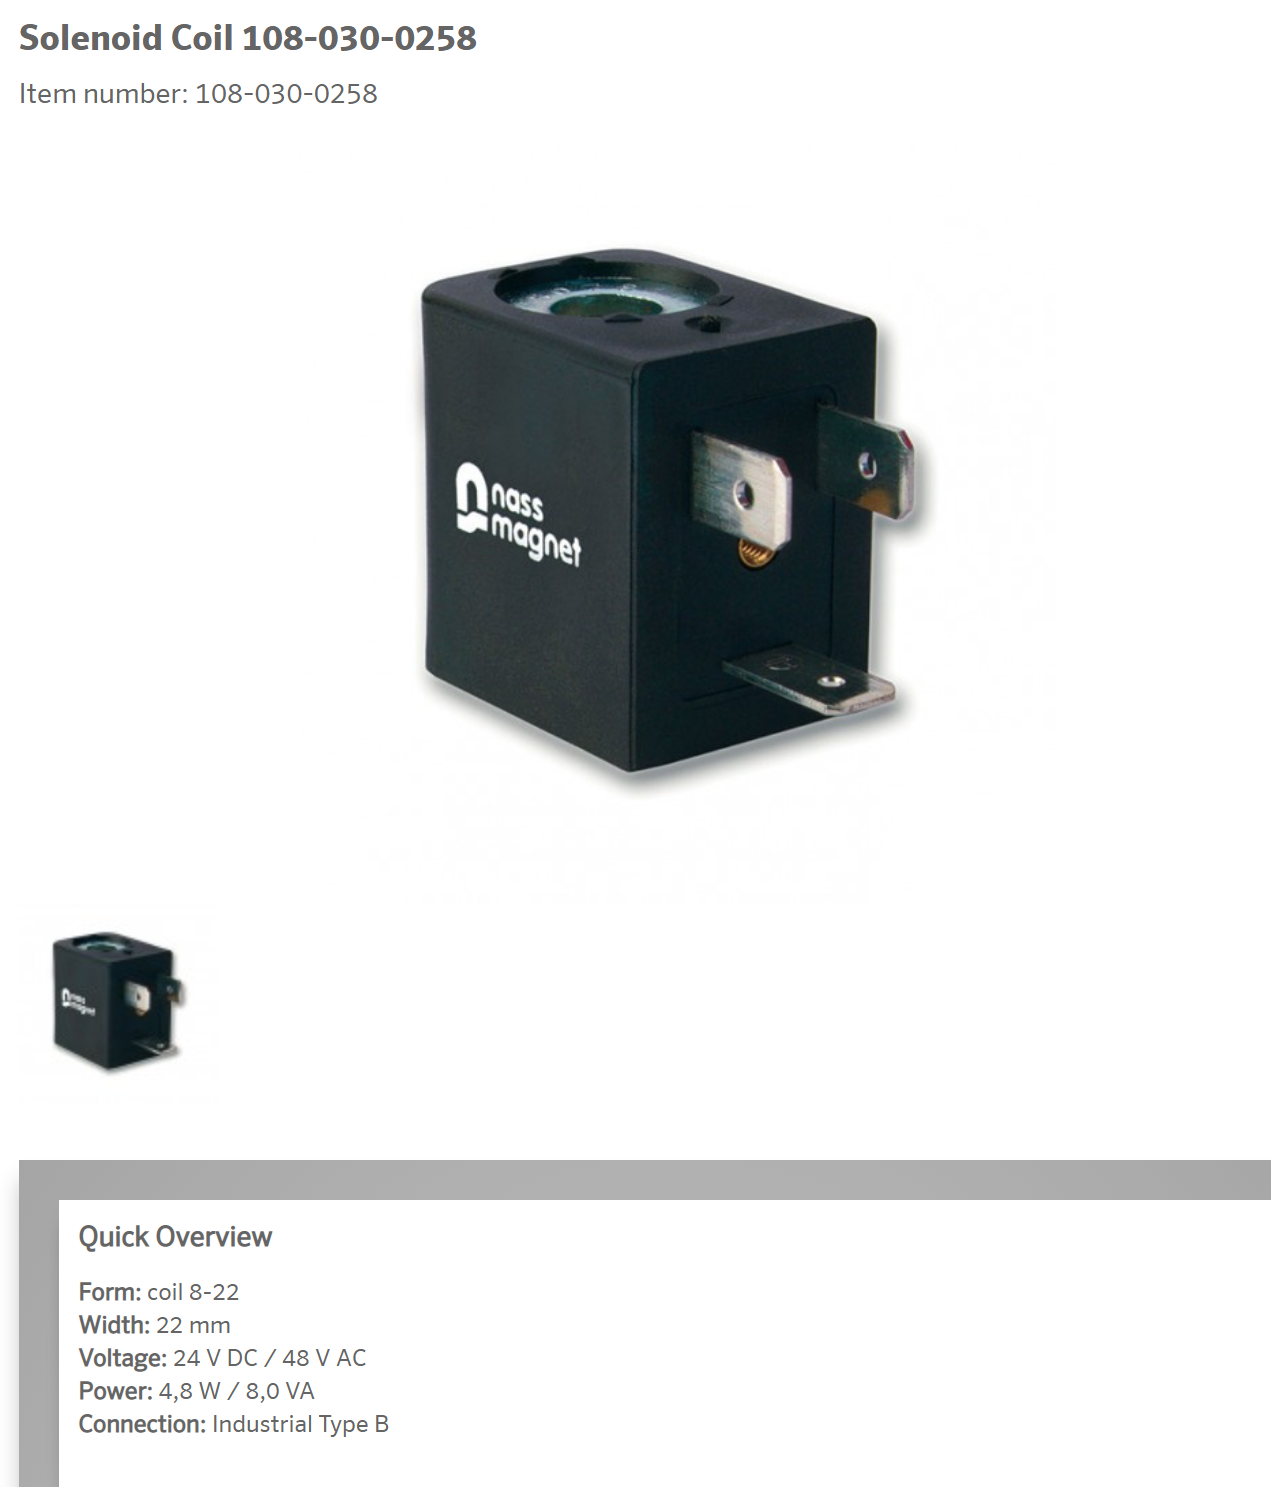 Solenoid Coil 108-030-0258
Item number: 108-030-0258
nass
magnet
Quick Overview
Form: coil 8-22
Width: 22 mm
Voltage: 24 V DC / 48 V AC
Power: 4,8 W / 8,0 VA
Connection: Industrial Type B